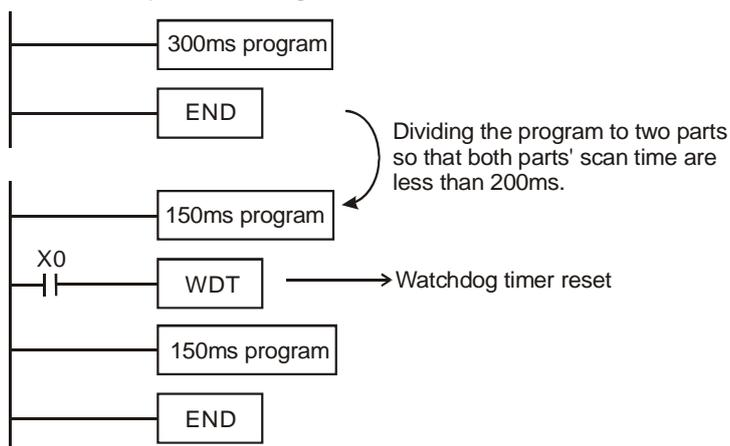 300ms program
END
Dividing the program to two parts
so that both parts' scan time are
less than 200ms.
150ms program
X0
WDT
Watchdog timer reset
150ms program
END